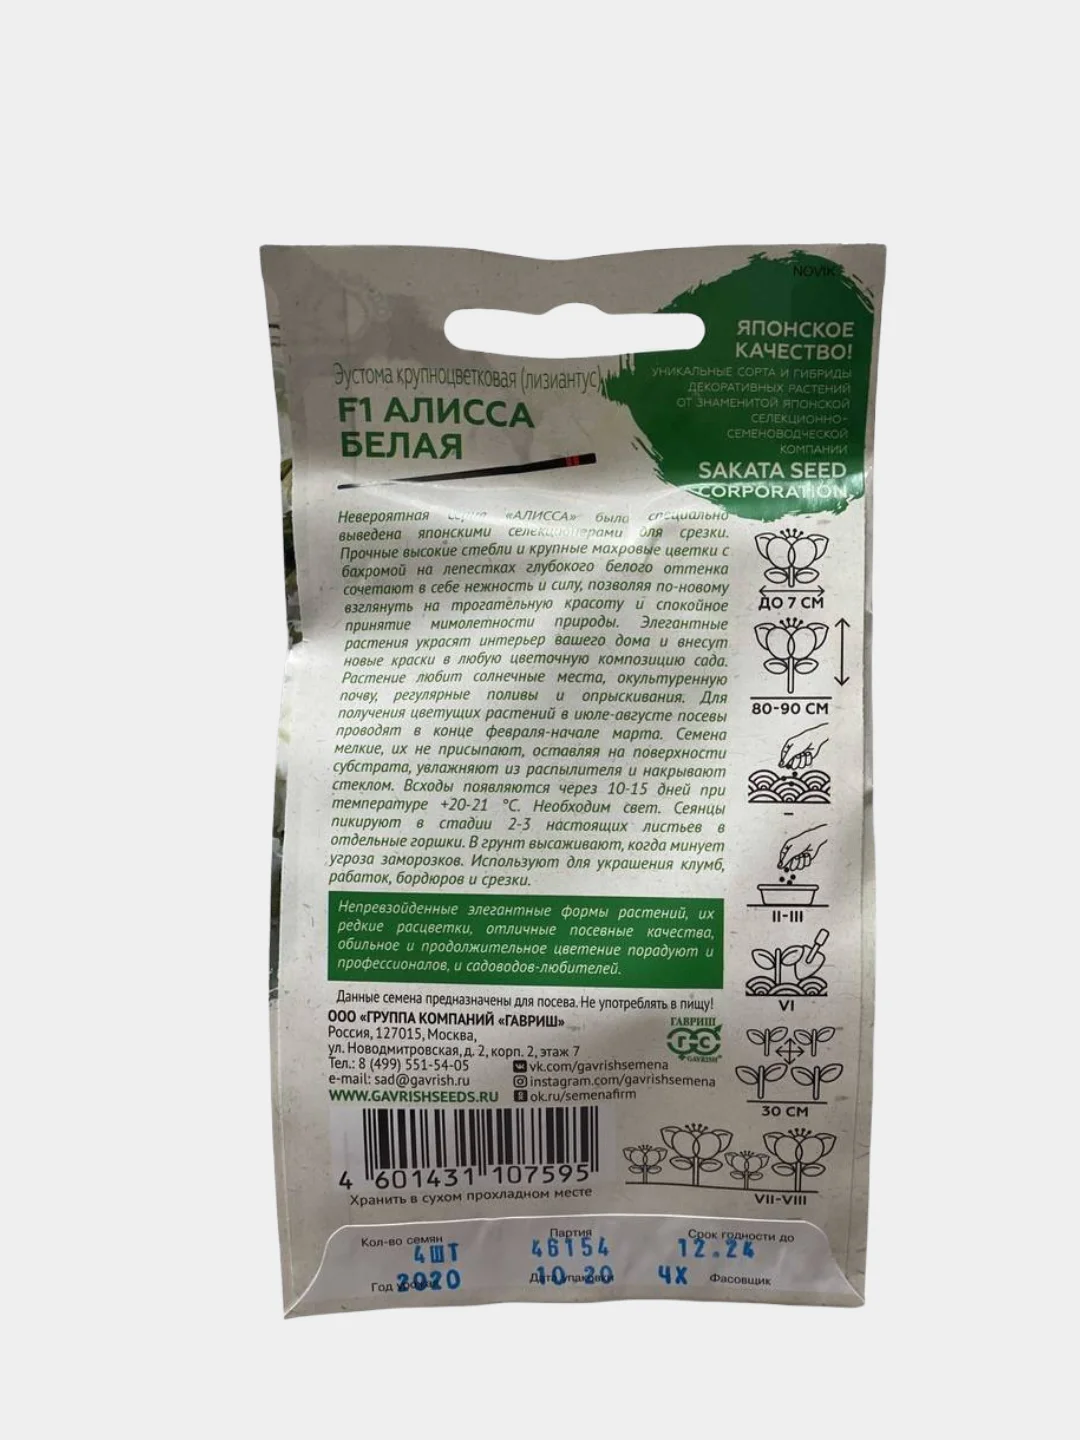 NOVIK
ЯПОНСКОЕ
КАЧЕСТВО!
УНИКАЛЬНЫЕ СОРТА И ГИБРИДЫ
ДЕКОРАТИВНЫХ РАСТЕНИЙ
ОТ ЗНАМЕНИТОЙ ЯПОНСКОЙ
СЕЛЕКЦИОННО-
СЕМЕНОВОДЧЕСКОЙ
КОМПАНИИ
SAKATA SEED
CORPORATION
Эустома крупноцветковая (лизиантус)
F1 АЛИССА
БЕЛАЯ
Невероятная серия «АЛИССА» была специально
выведена японскими селекционерами для срезки.
Прочные высокие стебли и крупные махровые цветки с
бахромой на лепестках глубокого белого оттенка
сочетают в себе нежность и силу, позволяя по-новому
взглянуть на трогательную красоту и спокойное
принятие мимолетности природы. Элегантные
растения украсят интерьер вашего дома и внесут
новые краски в любую цветочную композицию сада.
Растение любит солнечные места, окультуренную
почву, регулярные поливы и опрыскивания. Для
получения цветущих растений в июле-августе посевы
проводят в конце февраля-начале марта. Семена
мелкие, их не присыпают, оставляя на поверхности
субстрата, увлажняют из распылителя и накрывают
стеклом. Всходы появляются через 10-15 дней при
температуре +20-21 °С. Необходим свет. Сеянцы
пикируют в стадии 2-3 настоящих листьев в
отдельные горшки. В грунт высаживают, когда минует
угроза заморозков. Используют для украшения клумб,
рабаток, бордюров и срезки.
Непревзойденные элегантные формы растений, их
редкие расцветки, отличные посевные качества,
обильное и продолжительное цветение порадуют и
профессионалов, и садоводов-любителей.
ДО 7 СМ
80-90 СМ
–
II-III
VI
30 СМ
VII-VIII
Данные семена предназначены для посева. Не употреблять в пищу!
ООО «ГРУППА КОМПАНИЙ «ГАВРИШ»
Россия, 127015, Москва,
ул. Новодмитровская, д. 2, корп. 2, этаж 7
Тел.: 8 (499) 551-54-05
e-mail: sad@gavrish.ru
WWW.GAVRISHSEEDS.RU
vk.com/gavrishsemena
instagram.com/gavrishsemena
ok.ru/semenafirm
ГАВРИШ
Г-С
GAVRISH
4 601431 107595
Хранить в сухом прохладном месте
Кол-во семян
4ШТ
Партия
46154
Срок годности до
12.24
Год урожая
2020
Дата упаковки
10.20
4Х
Фасовщик